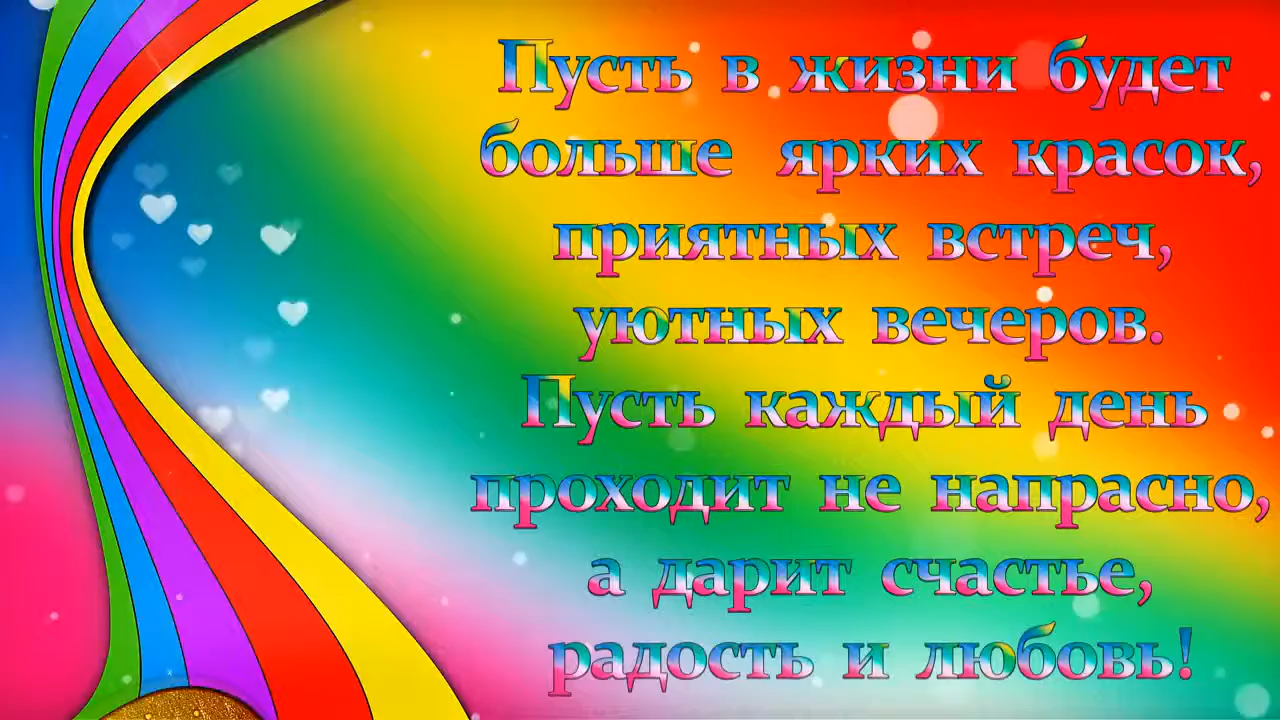 Пусть в жизни будет
больше ярких красок,
приятных встреч,
уютных вечеров.
Пусть каждый день
проходит не напрасно,
а дарит счастье,
радость и любовь!